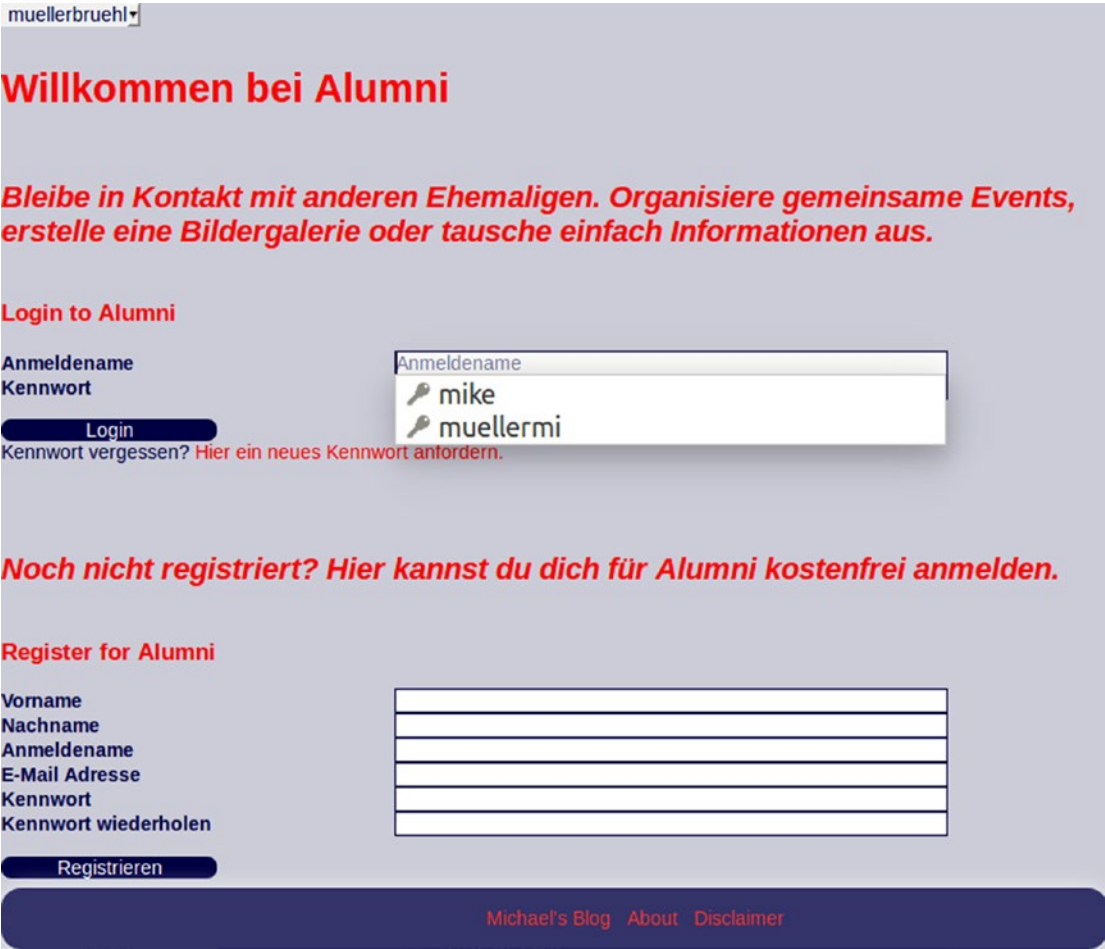 muellerbruehl
Willkommen bei Alumni
Bleibe in Kontakt mit anderen Ehemaligen. Organisiere gemeinsame Events,
erstelle eine Bildergalerie oder tausche einfach Informationen aus.
Login to Alumni
Anmeldename Anmeldename
Kennwort
mike
muellermi
Login
Kennwort vergessen? Hier ein neues Kennwort anfordern.
Noch nicht registriert? Hier kannst du dich für Alumni kostenfrei anmelden.
Register for Alumni
Vorname
Nachname
Anmeldename
E-Mail Adresse
Kennwort
Kennwort wiederholen
Registrieren
Michael's Blog About Disclaimer